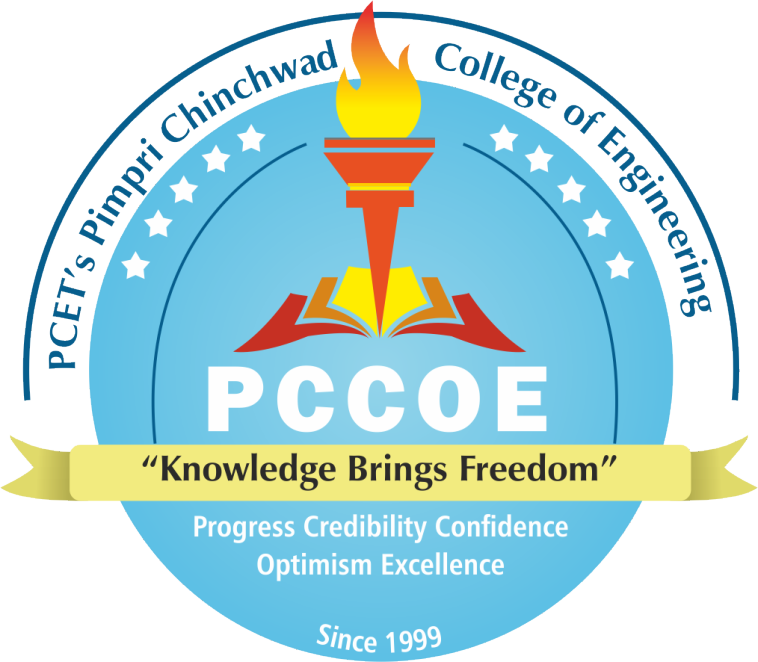 PCET's Pimpri Chinchwad College of Engineering
PCCOE
“Knowledge Brings Freedom”
Progress Credibility Confidence
Optimism Excellence
Since 1999